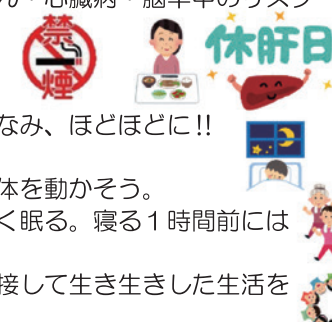 禁煙
休肝日
なみ、ほどほどに!!
体を動かそう。
く眠る。寝る1時間前には
接して生き生きした生活を